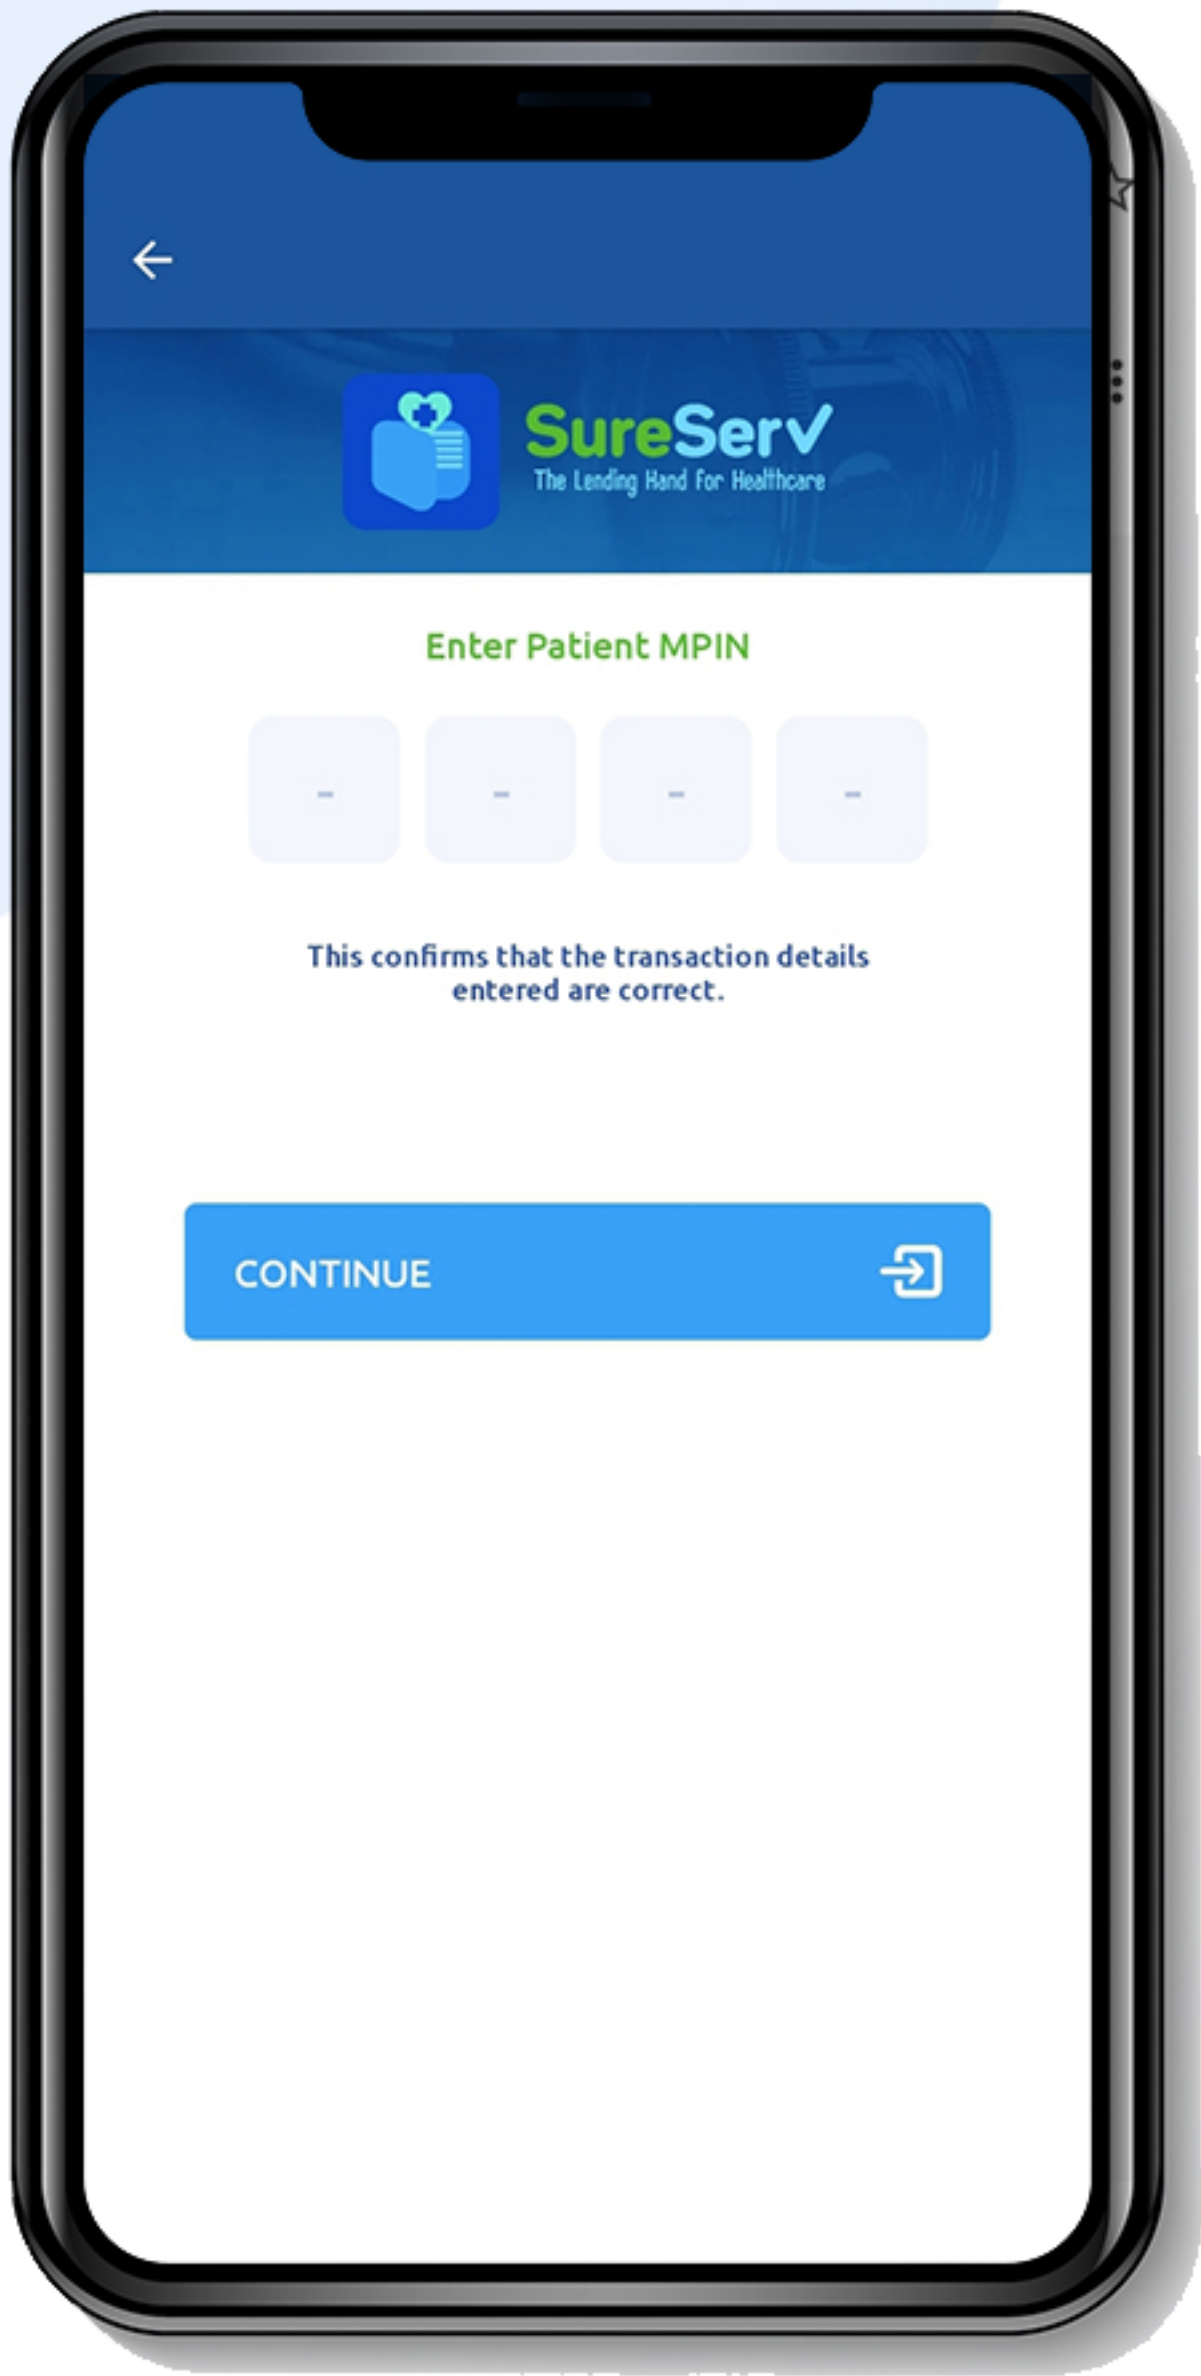 SureServ
The Lending Hand For Healthcare
Enter Patient MPIN
- - - -
This confirms that the transaction details
entered are correct.
CONTINUE